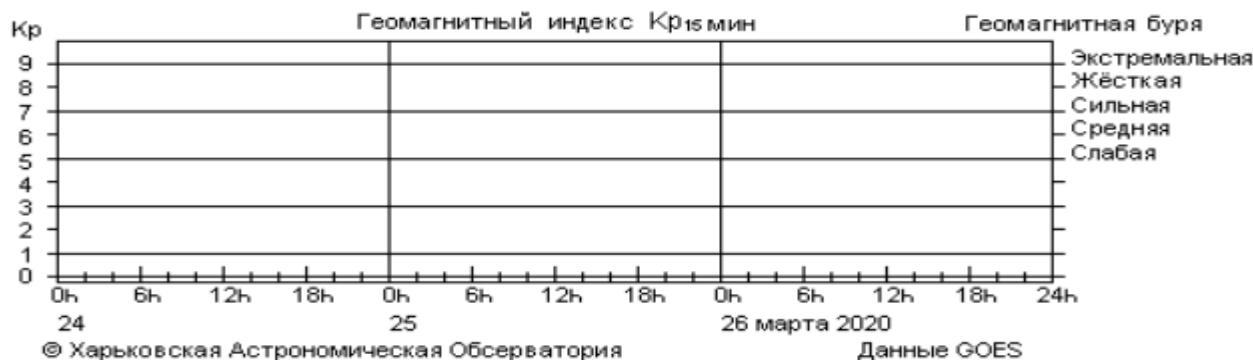 Kp Геомагнитный индекс Kp15 мин Геомагнитная буря
9 Экстремальная
8 Жёсткая
7 Сильная
6 Средняя
5 Слабая
4
3
2
1
0
0h 6h 12h 18h 0h 6h 12h 18h 0h 6h 12h 18h 24h
24 25 26 марта 2020
© Харьковская Астрономическая Обсерватория Данные GOES